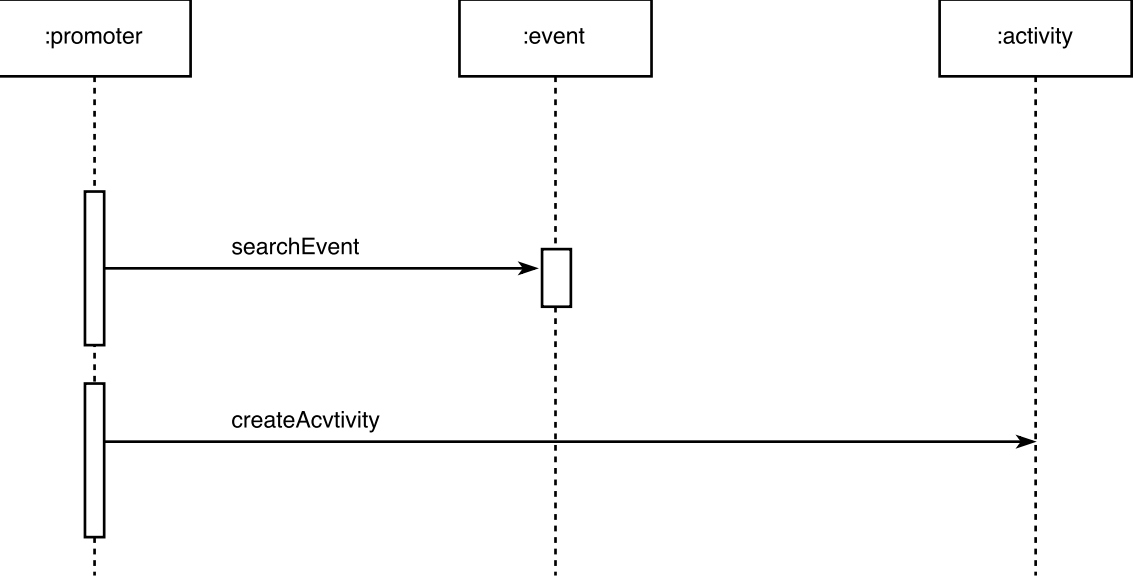 :promoter
:event
:activity
searchEvent
createAcvtivity